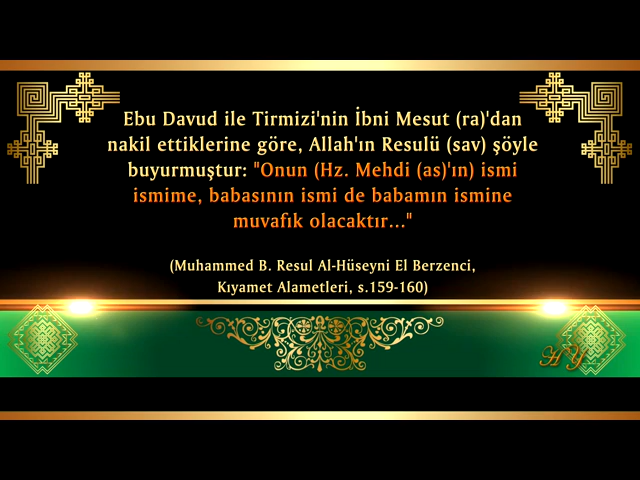 Ebu Davud ile Tirmizi'nin İbni Mesut (ra)'dan
nakil ettiklerine göre, Allah'ın Resulü (sav) şöyle
buyurmuştur: "Onun (Hz. Mehdi (as)'ın) ismi
ismime, babasının ismi de babamın ismine
muvafık olacaktır..."
(Muhammed B. Resul Al-Hüseyni El Berzenci,
Kıyamet Alametleri, s.159-160)
HY